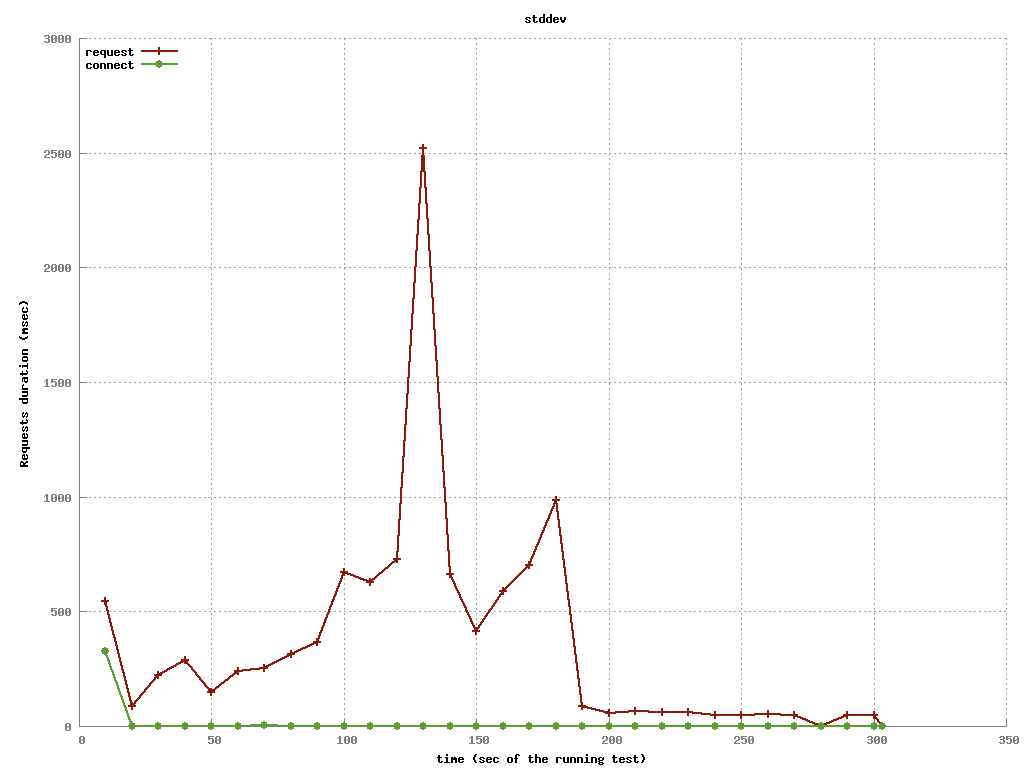 stddev
3000
request
connect
2500
2000
1500
1000
500
0
Requests duration (msec)
0 50 100 150 200 250 300 350
time (sec of the running test)